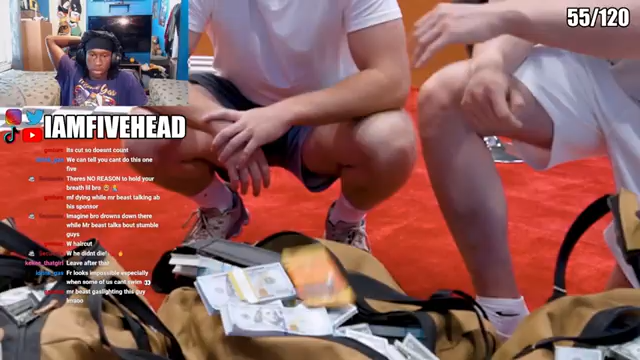 55/120
IAMFIVEHEAD
Its cut so doesnt count
We can tell you cant do this one
five
Theres NO REASON to hold your
breath lil bro
mf dying while mr beast talking ab
his sponsor
Imagine bro drowns down there
while Mr beast talks bout stumble
guys
W haircut
W he didnt die!
Leave after that
Fr looks impossible especially
when some of us cant swim
mr beast gaslighting this guy
lmaoo